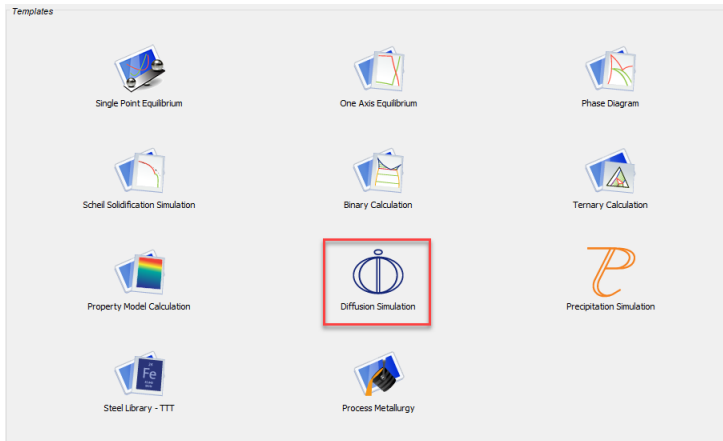 Templates
Single Point Equilibrium
One Axis Equilibrium
Phase Diagram
Scheil Solidification Simulation
Binary Calculation
Ternary Calculation
Property Model Calculation
Diffusion Simulation
Precipitation Simulation
Fe
Steel Library - TTT
Process Metallurgy